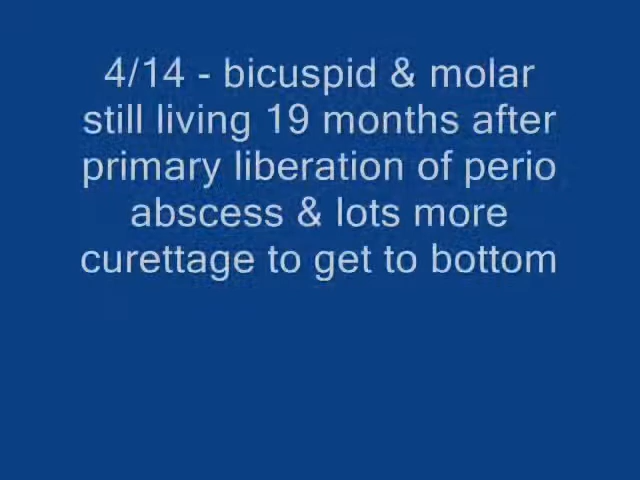 4/14 - bicuspid & molar
still living 19 months after
primary liberation of perio
abscess & lots more
curettage to get to bottom